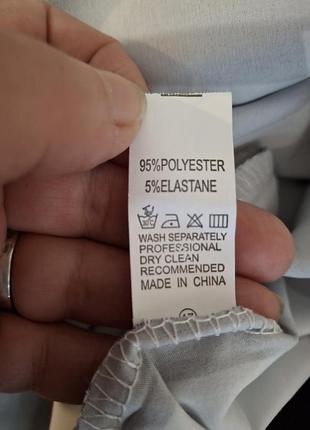 95%POLYESTER
5%ELASTANE
WASH SEPARATELY
PROFESSIONAL
DRY CLEAN
RECOMMENDED
MADE IN CHINA